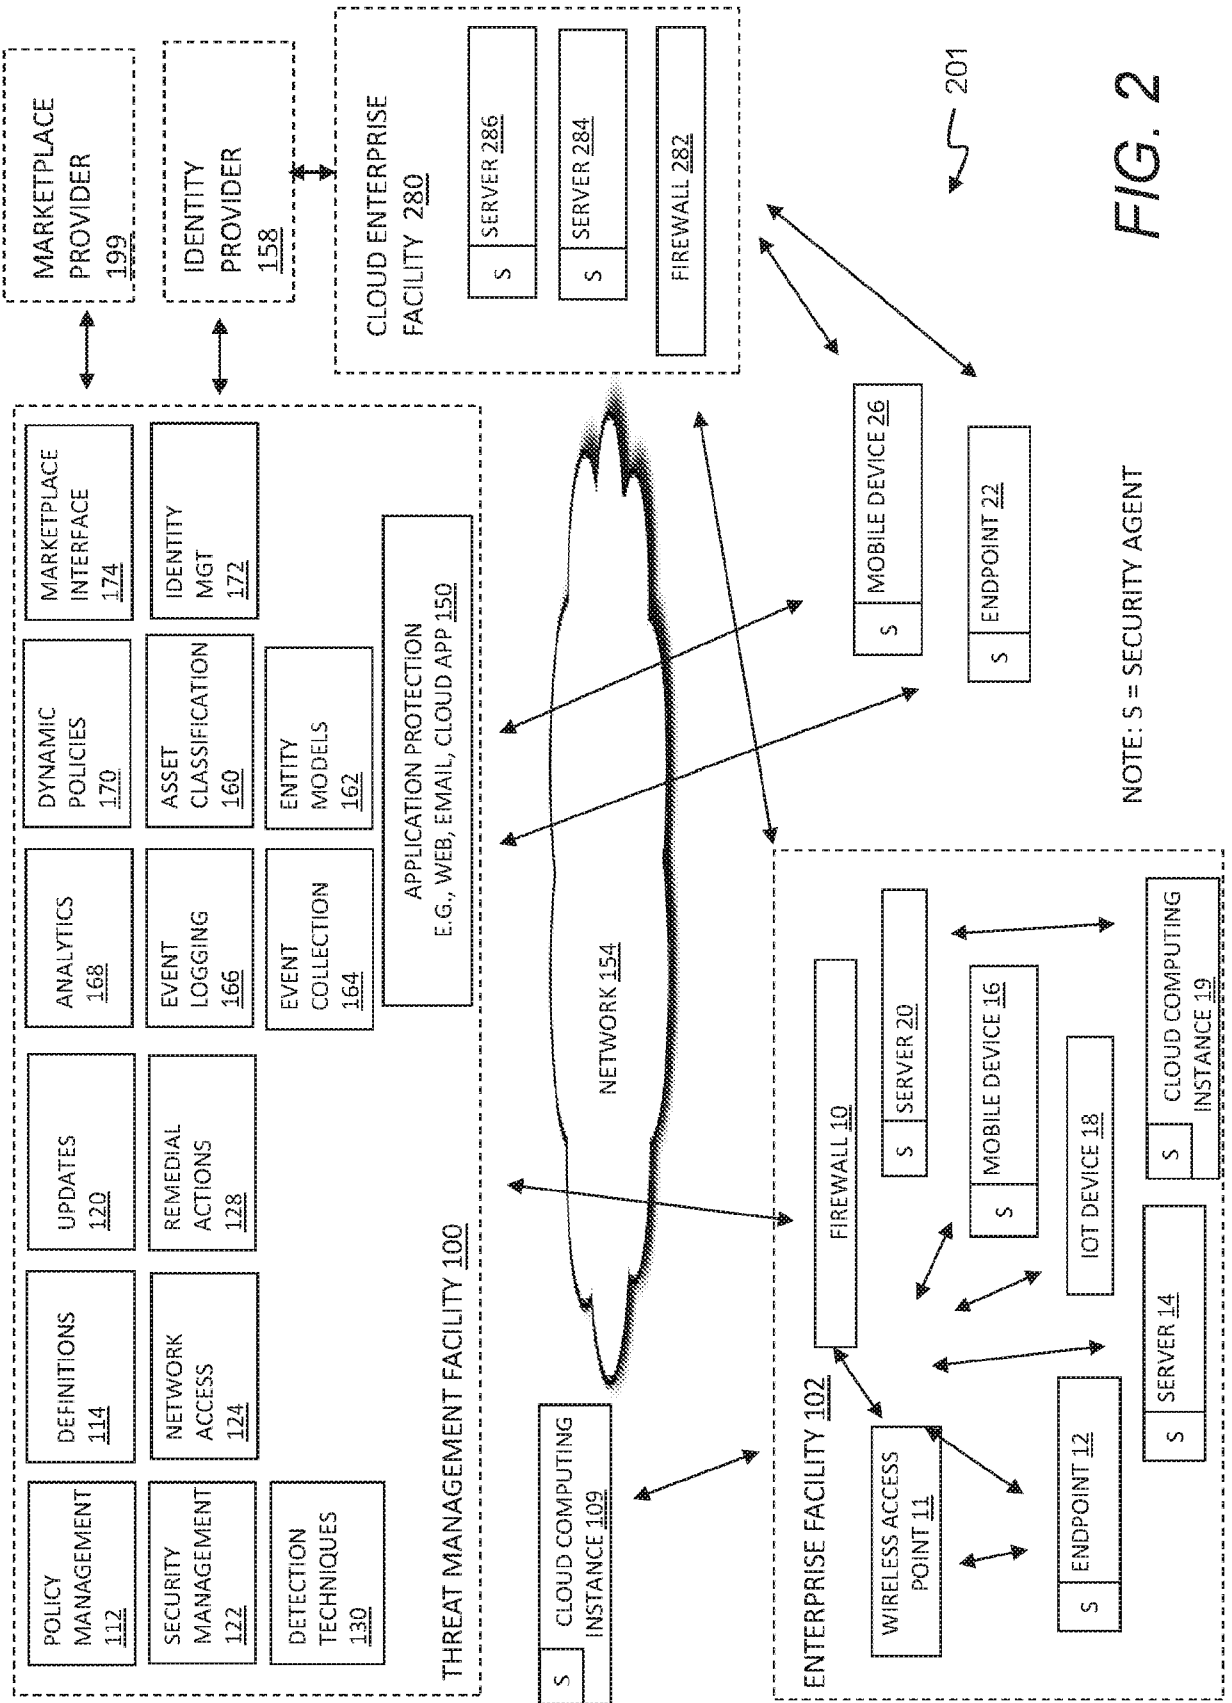 POLICY
MANAGEMENT
112
DEFINITIONS
114
UPDATES
120
ANALYTICS
168
DYNAMIC
POLICIES
170
MARKETPLACE
INTERFACE
174
MARKETPLACE
PROVIDER
199
SECURITY
MANAGEMENT
122
NETWORK
ACCESS
124
REMEDIAL
ACTIONS
128
EVENT
LOGGING
166
ASSET
CLASSIFICATION
160
IDENTITY
MGT
172
IDENTITY
PROVIDER
158
DETECTION
TECHNIQUES
130
EVENT
COLLECTION
164
ENTITY
MODELS
162
APPLICATION PROTECTION
E.G., WEB, EMAIL, CLOUD APP 150
THREAT MANAGEMENT FACILITY 100
CLOUD ENTERPRISE
FACILITY 280
S SERVER 286
S SERVER 284
FIREWALL 282
S CLOUD COMPUTING
INSTANCE 109
NETWORK 154
ENTERPRISE FACILITY 102
FIREWALL 10
WIRELESS ACCESS
POINT 11
S SERVER 20
S MOBILE DEVICE 16
IOT DEVICE 18
S ENDPOINT 12
S SERVER 14
S CLOUD COMPUTING
INSTANCE 19
S MOBILE DEVICE 26
S ENDPOINT 22
201
NOTE: S = SECURITY AGENT
FIG. 2